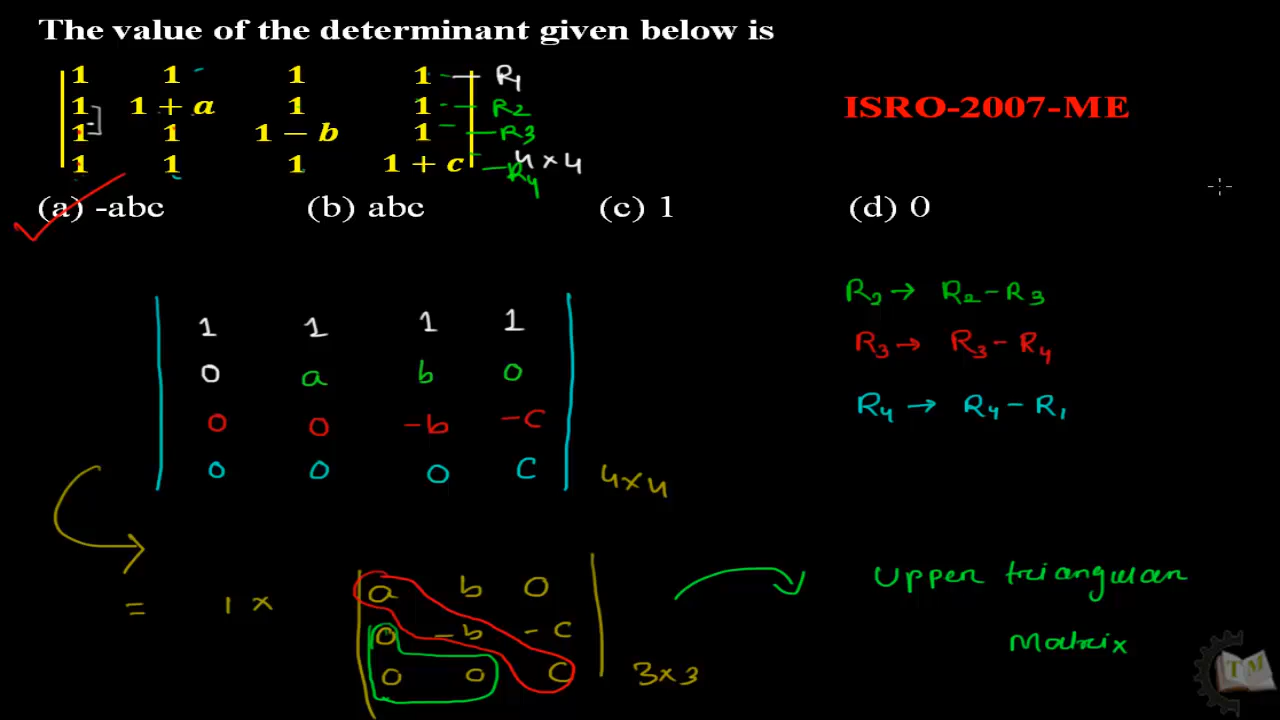 The value of the determinant given below is
1 1 1 1 R1
1 1 + a 1 1 R2
1 1 1 − b 1 R3
1 1 1 1 + c R4 4×4
ISRO-2007-ME
(a) -abc (b) abc (c) 1 (d) 0
1 1 1 1
0 a b 0
0 0 -b -C
0 0 0 C
4×4
R2 → R2 - R3
R3 → R3 - R4
R4 → R4 - R1
= 1 ×
a b 0
0 -b -C
0 0 C
3×3
Upper triangular
Matrix
TM